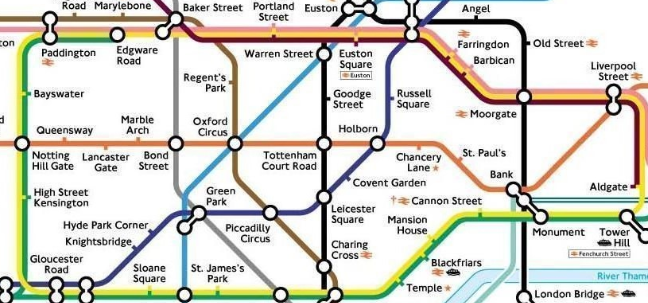 Road
Marylebone
Baker Street
Portland
Street
Euston
Angel
Paddington
Edgware
Road
Warren Street
Euston
Square
Euston
Farringdon
Barbican
Old Street
Liverpool
Street
Bayswater
Regent's
Park
Goodge
Street
Russell
Square
Moorgate
Queensway
Marble
Arch
Oxford
Circus
Holborn
Notting
Hill Gate
Lancaster
Gate
Bond
Street
Tottenham
Court Road
Chancery
Lane
St. Paul's
Bank
Aldgate
High Street
Kensington
Green
Park
Covent Garden
Cannon Street
Leicester
Square
Mansion
House
Hyde Park Corner
Knightsbridge
Piccadilly
Circus
Monument
Tower
Hill
Fenchurch Street
Gloucester
Road
Sloane
Square
St. James's
Park
Charing
Cross
Blackfriars
Temple
River Tham
London Bridge